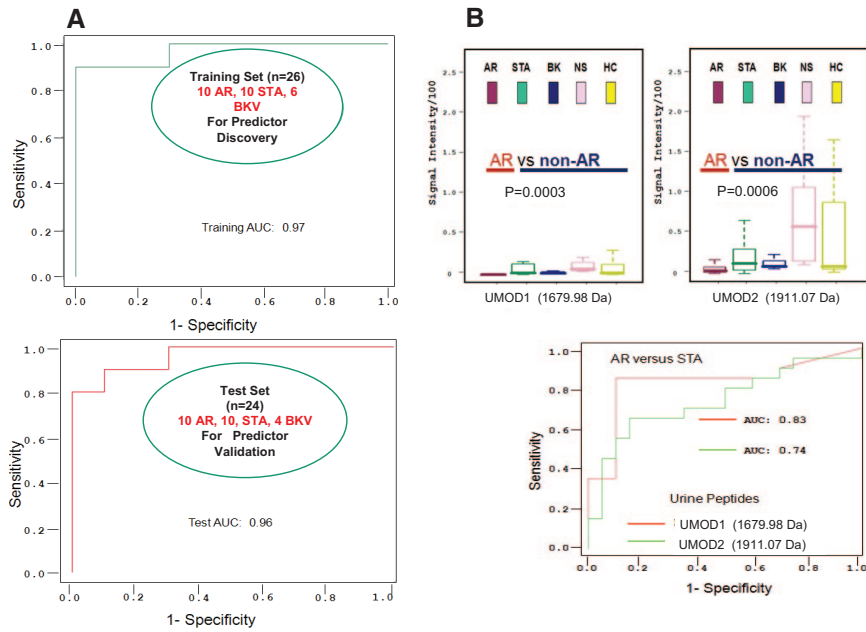 A
1.0
0.8
0.6
0.4
0.2
0.0
Sensitivity
Training Set (n=26)
10 AR, 10 STA, 6
BKV
For Predictor
Discovery
Training AUC: 0.97
0.0 0.2 0.4 0.6 0.8 1.0
1- Specificity
1.0
0.8
0.6
0.4
0.2
0.0
Sensitivity
Test Set
(n=24)
10 AR, 10, STA, 4 BKV
For Predictor
Validation
Test AUC: 0.96
0.0 0.2 0.4 0.6 0.8 1.0
1- Specificity
B
Signal Intensity/100
2.5
2.0
1.5
1.0
0.5
0
AR STA BK NS HC
AR VS non-AR
P=0.0003
UMOD1 (1679.98 Da)
Signal Intensity/100
2.5
2.0
1.5
1.0
0.5
0
AR STA BK NS HC
AR VS non-AR
P=0.0006
UMOD2 (1911.07 Da)
Sensitivity
1.0
0.8
0.6
0.4
0.2
0.0
AR versus STA
AUC: 0.83
AUC: 0.74
Urine Peptides
UMOD1 (1679.98 Da)
UMOD2 (1911.07 Da)
0.0 0.2 0.4 0.6 0.8 1.0
1- Specificity